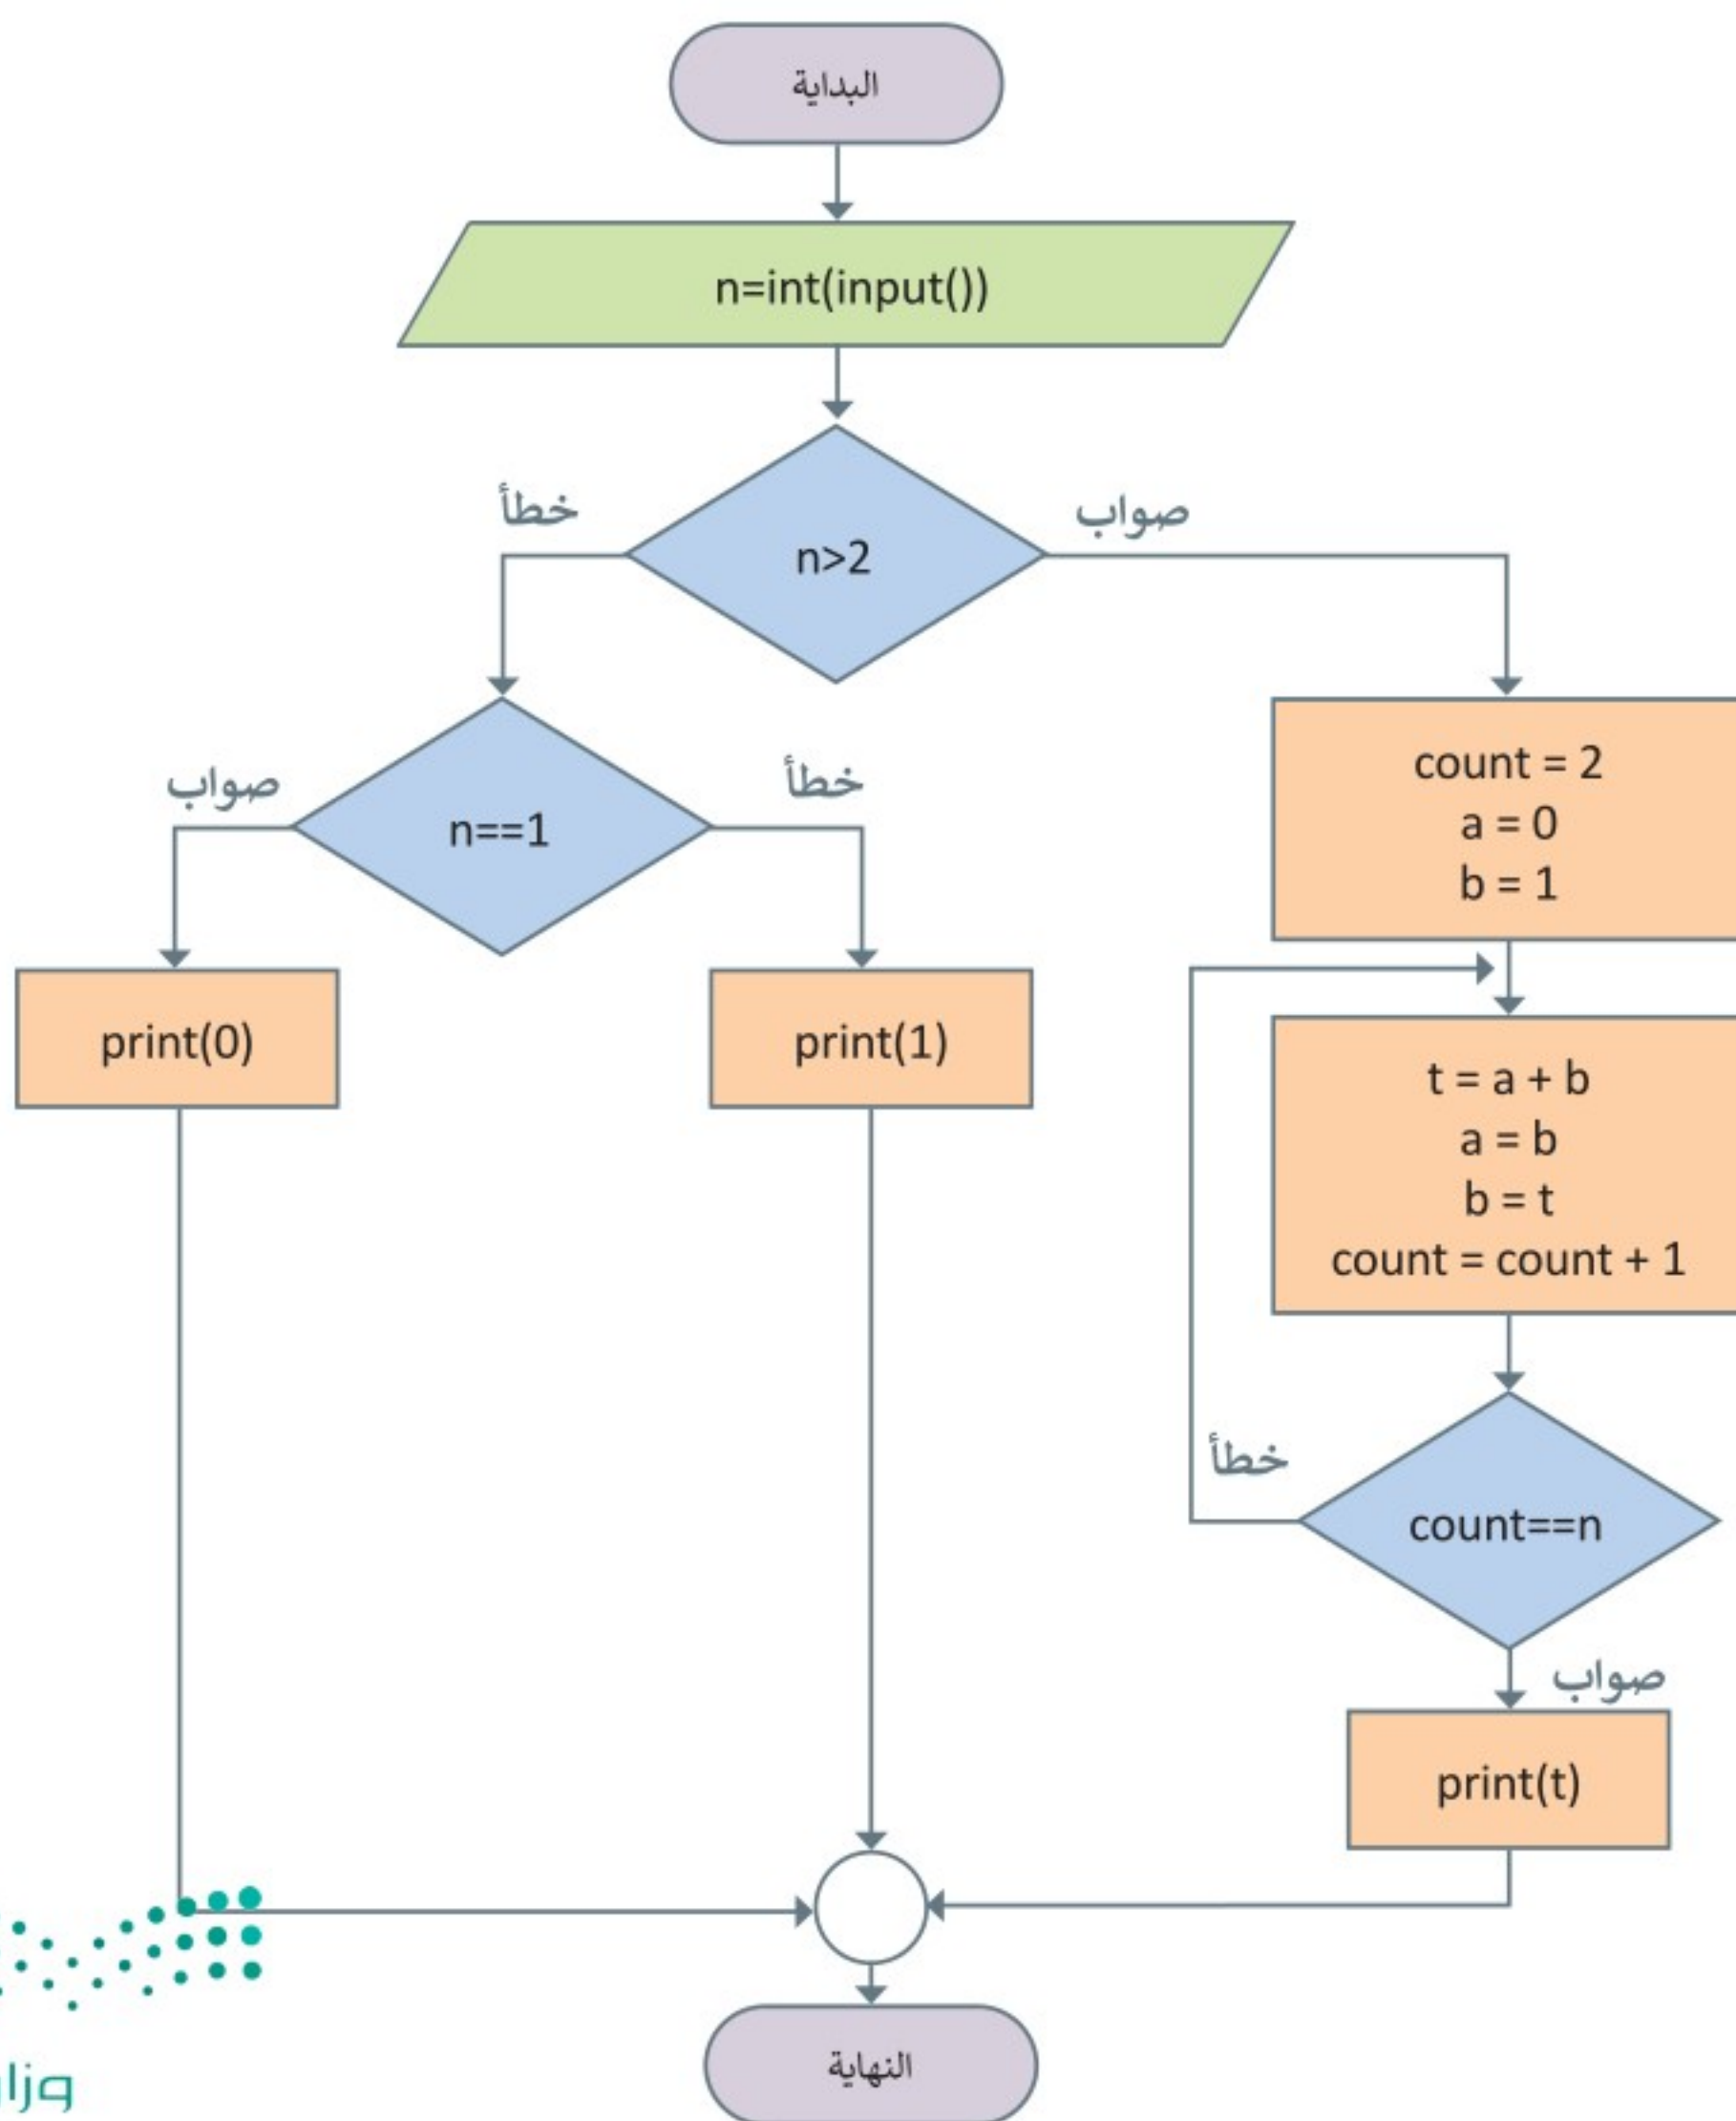 البداية
n=int(input())
خطأ
صواب
n>2
صواب
خطأ
n==1
count = 2
a = 0
b = 1
print(0)
print(1)
t = a + b
a = b
b = t
count = count + 1
خطأ
count==n
صواب
print(t)
النهاية